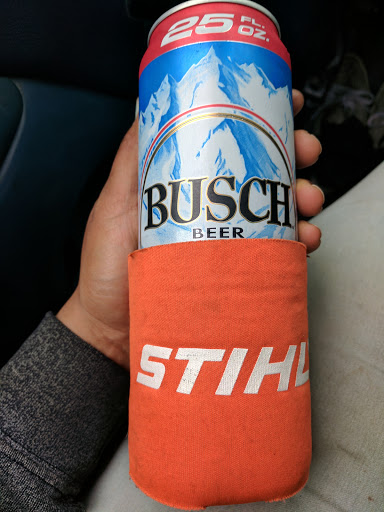 25 FL. OZ.
BUSCH
BEER
STIHL